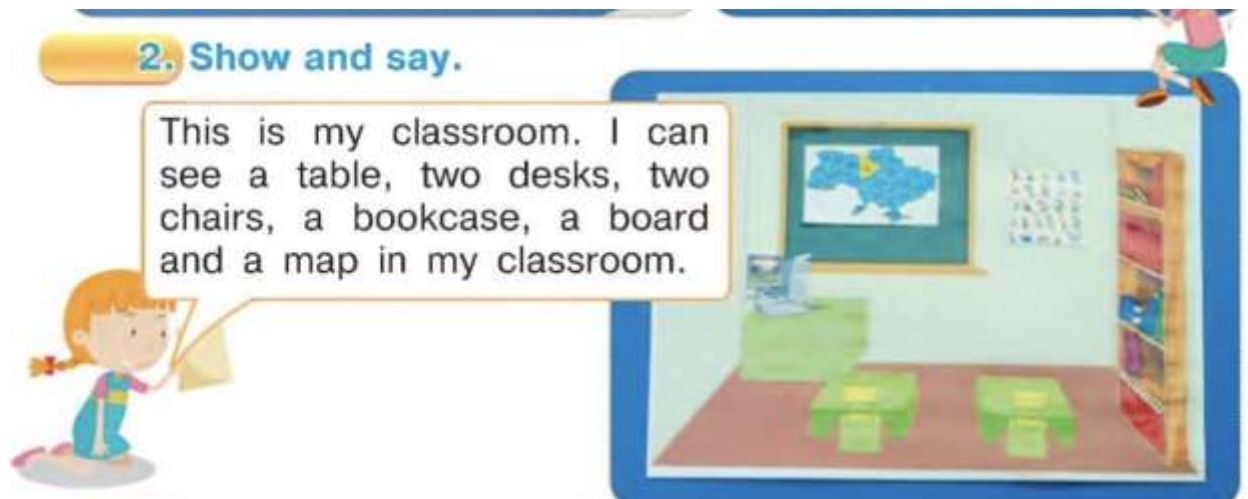 2. Show and say.
This is my classroom. I can
see a table, two desks, two
chairs, a bookcase, a board
and a map in my classroom.